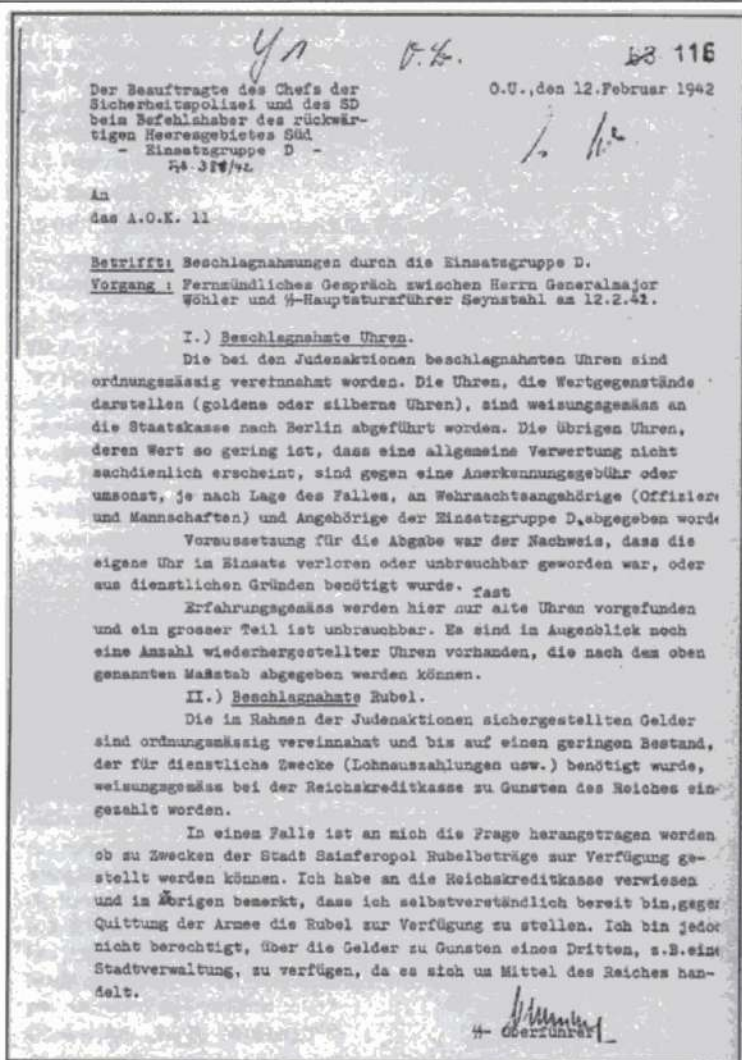 116
Der Beauftragte des Chefs der
Sicherheitspolizei und des SD
beim Befehlshaber des rückwär-
tigen Heeresgebietes Süd
- Einsatzgruppe D -
O.U.,den 12.Februar 1942
An
das A.O.K. 11
Betrifft: Beschlagnahmungen durch die Einsatzgruppe D.
Vorgang : Fernmündliches Gespräch zwischen Herrn Generalmajor
Wöhler und ᛋᛋ-Hauptsturmführer Seynstahl am 12.2.42.
I.) Beschlagnahmte Uhren.
Die bei den Judenaktionen beschlagnahmten Uhren sind
ordnungsmässig vereinnahmt worden. Die Uhren, die Wertgegenstände
darstellen (goldene oder silberne Uhren), sind weisungsgemäss an
die Staatskasse nach Berlin abgeführt worden. Die übrigen Uhren,
deren Wert so gering ist, dass eine allgemeine Verwertung nicht
sachdienlich erscheint, sind gegen eine Anerkennungsgebühr oder
umsonst, je nach Lage des Falles, an Wehrmachtsangehörige (Offiziere
und Mannschaften) und Angehörige der Einsatzgruppe D.abgegeben worde
Voraussetzung für die Abgabe war der Nachweis, dass die
eigene Uhr im Einsatz verloren oder unbrauchbar geworden war, oder
aus dienstlichen Gründen benötigt wurde.
fast
Erfahrungsgemäss werden hier nur alte Uhren vorgefunden
und ein grosser Teil ist unbrauchbar. Es sind im Augenblick noch
eine Anzahl wiederhergestellter Uhren vorhanden, die nach dem oben
genannten Maßstab abgegeben werden können.
II.) Beschlagnahmte Rubel.
Die im Rahmen der Judenaktionen sichergestellten Gelder
sind ordnungsmässig vereinnahmt und bis auf einen geringen Bestand,
der für dienstliche Zwecke (Lohnauszahlungen usw.) benötigt wurde,
weisungsgemäss bei der Reichskreditkasse zu Gunsten des Reiches ein-
gezahlt worden.
In einem Falle ist an mich die Frage herangetragen worden
ob zu Zwecken der Stadt Saimferopol Rubelbeträge zur Verfügung ge-
stellt werden können. Ich habe an die Reichskreditkasse verwiesen
und im Übrigen bemerkt, dass ich selbstverständlich bereit bin,gegen
Quittung der Armee die Rubel zur Verfügung zu stellen. Ich bin jedoc
nicht berechtigt, über die Gelder zu Gunsten eines Dritten, z.B.eine
Stadtverwaltung, zu verfügen, da es sich um Mittel des Reiches han-
delt.
ᛋᛋ- Oberführer